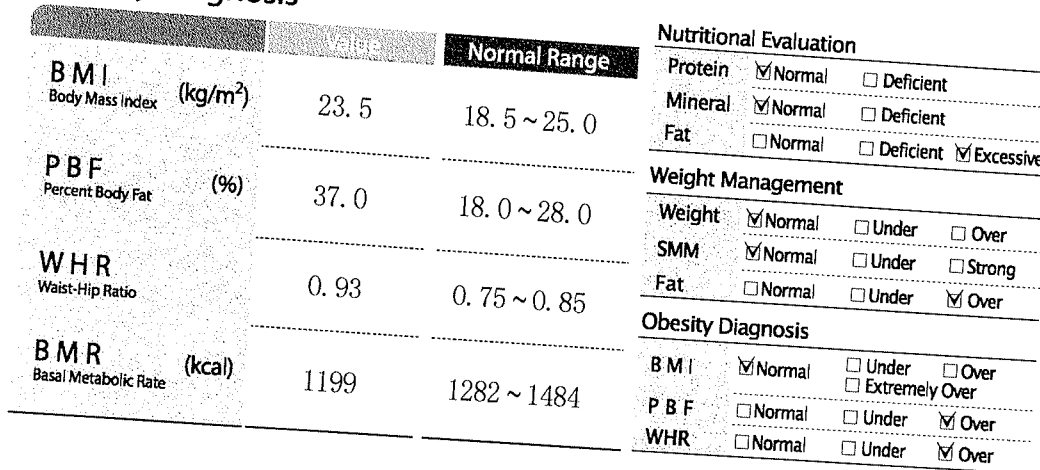 Value Normal Range
BMI (kg/m²) 23.5 18.5~25.0
Body Mass Index
PBF (%) 37.0 18.0~28.0
Percent Body Fat
WHR 0.93 0.75~0.85
Waist-Hip Ratio
BMR (kcal) 1199 1282~1484
Basal Metabolic Rate
Nutritional Evaluation
Protein ☑Normal ☐Deficient
Mineral ☑Normal ☐Deficient
Fat ☐Normal ☐Deficient ☑Excessive
Weight Management
Weight ☑Normal ☐Under ☐Over
SMM ☑Normal ☐Under ☐Strong
Fat ☐Normal ☐Under ☑Over
Obesity Diagnosis
BMI ☑Normal ☐Under ☐Over
☐Extremely Over
PBF ☐Normal ☐Under ☑Over
WHR ☐Normal ☐Under ☑Over